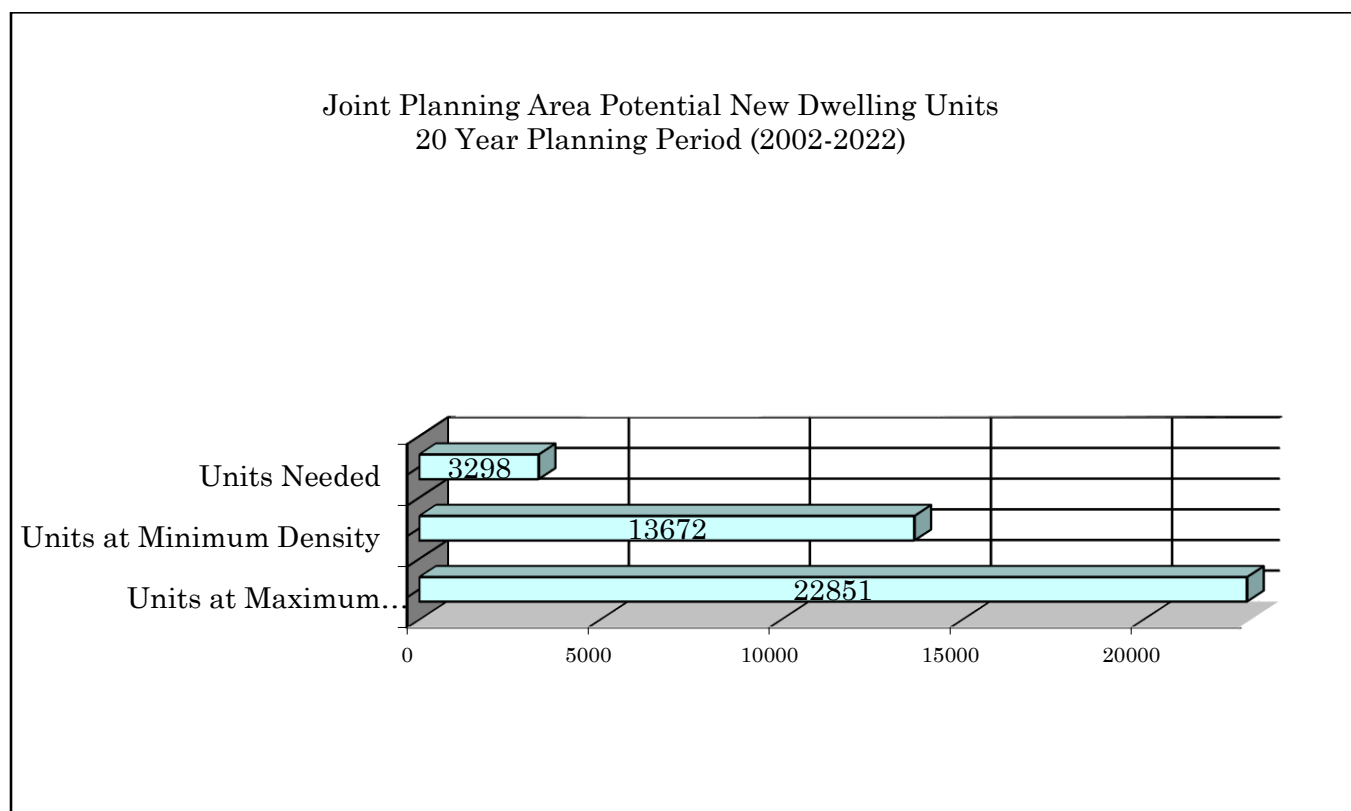 Joint Planning Area Potential New Dwelling Units
20 Year Planning Period (2002-2022)
Units Needed
3298
Units at Minimum Density
13672
Units at Maximum…
22851
0 5000 10000 15000 20000